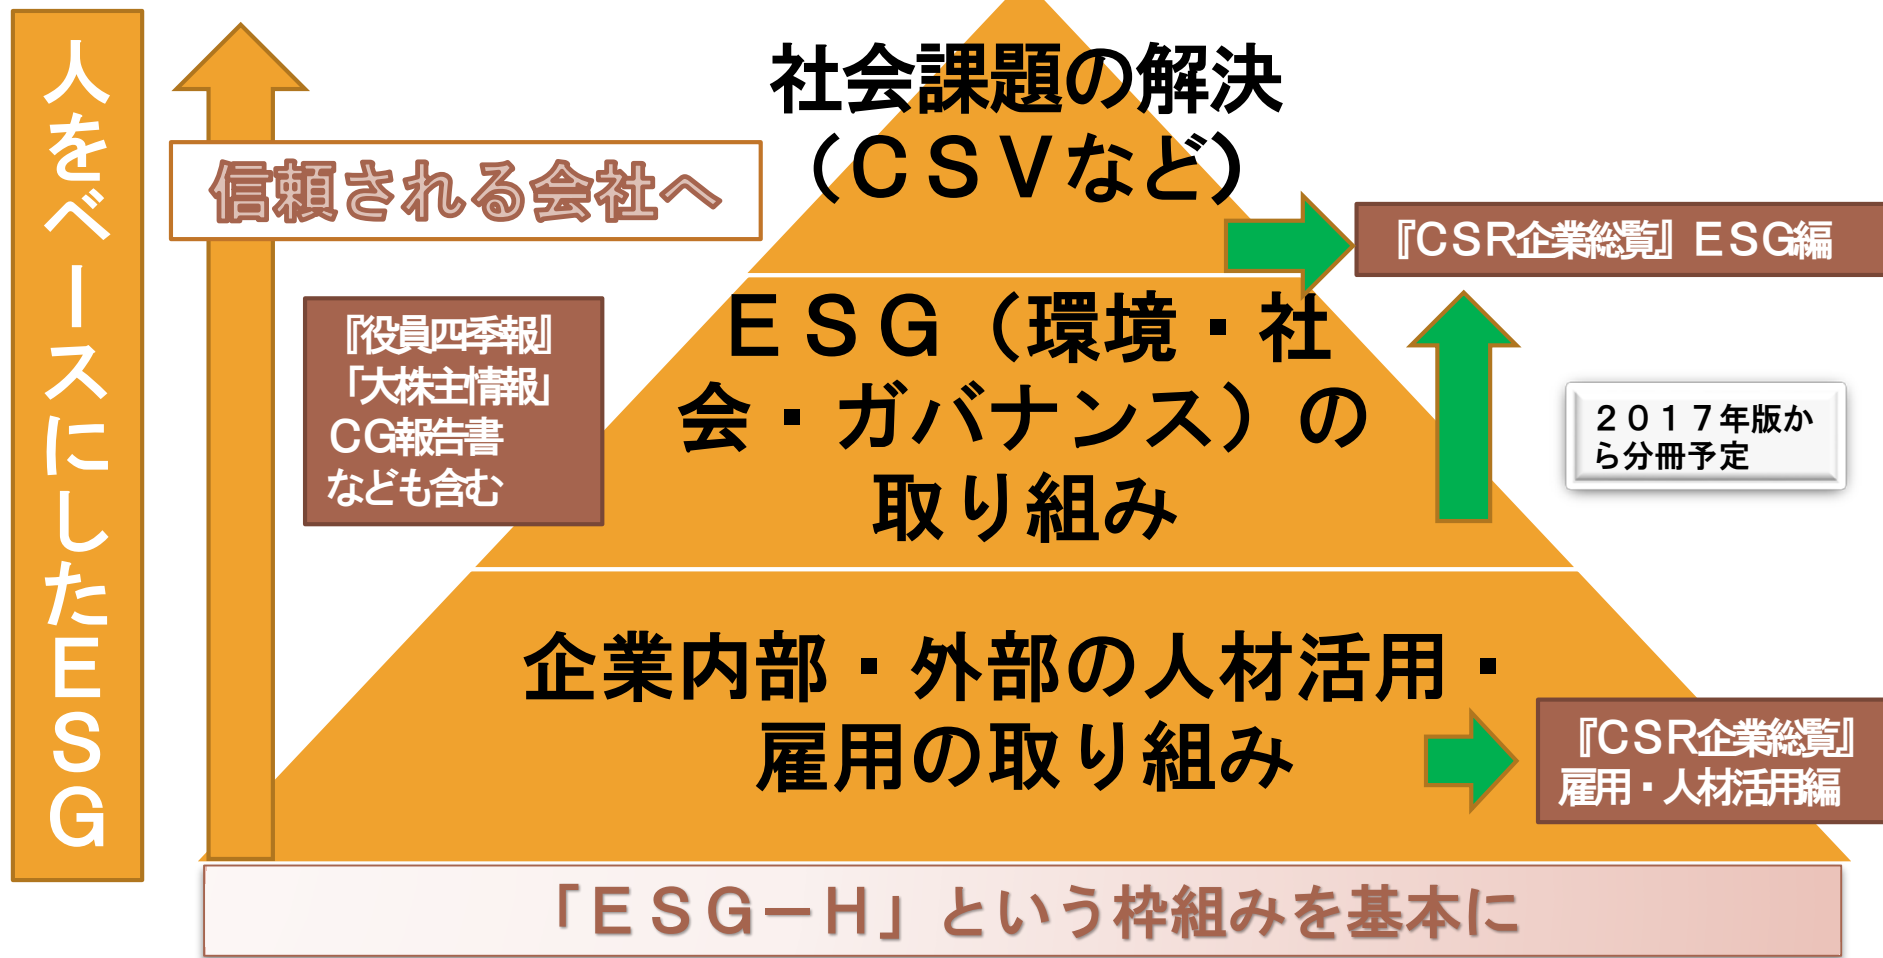 人をベースにしたＥＳＧ
社会課題の解決
（ＣＳＶなど）
信頼される会社へ
『ＣＳＲ企業総覧』ＥＳＧ編
『役員四季報』
「大株主情報」
ＣＧ報告書
なども含む
ＥＳＧ（環境・社
会・ガバナンス）の
取り組み
２０１７年版か
ら分冊予定
企業内部・外部の人材活用・
雇用の取り組み
『ＣＳＲ企業総覧』
雇用・人材活用編
「ＥＳＧ－Ｈ」という枠組みを基本に